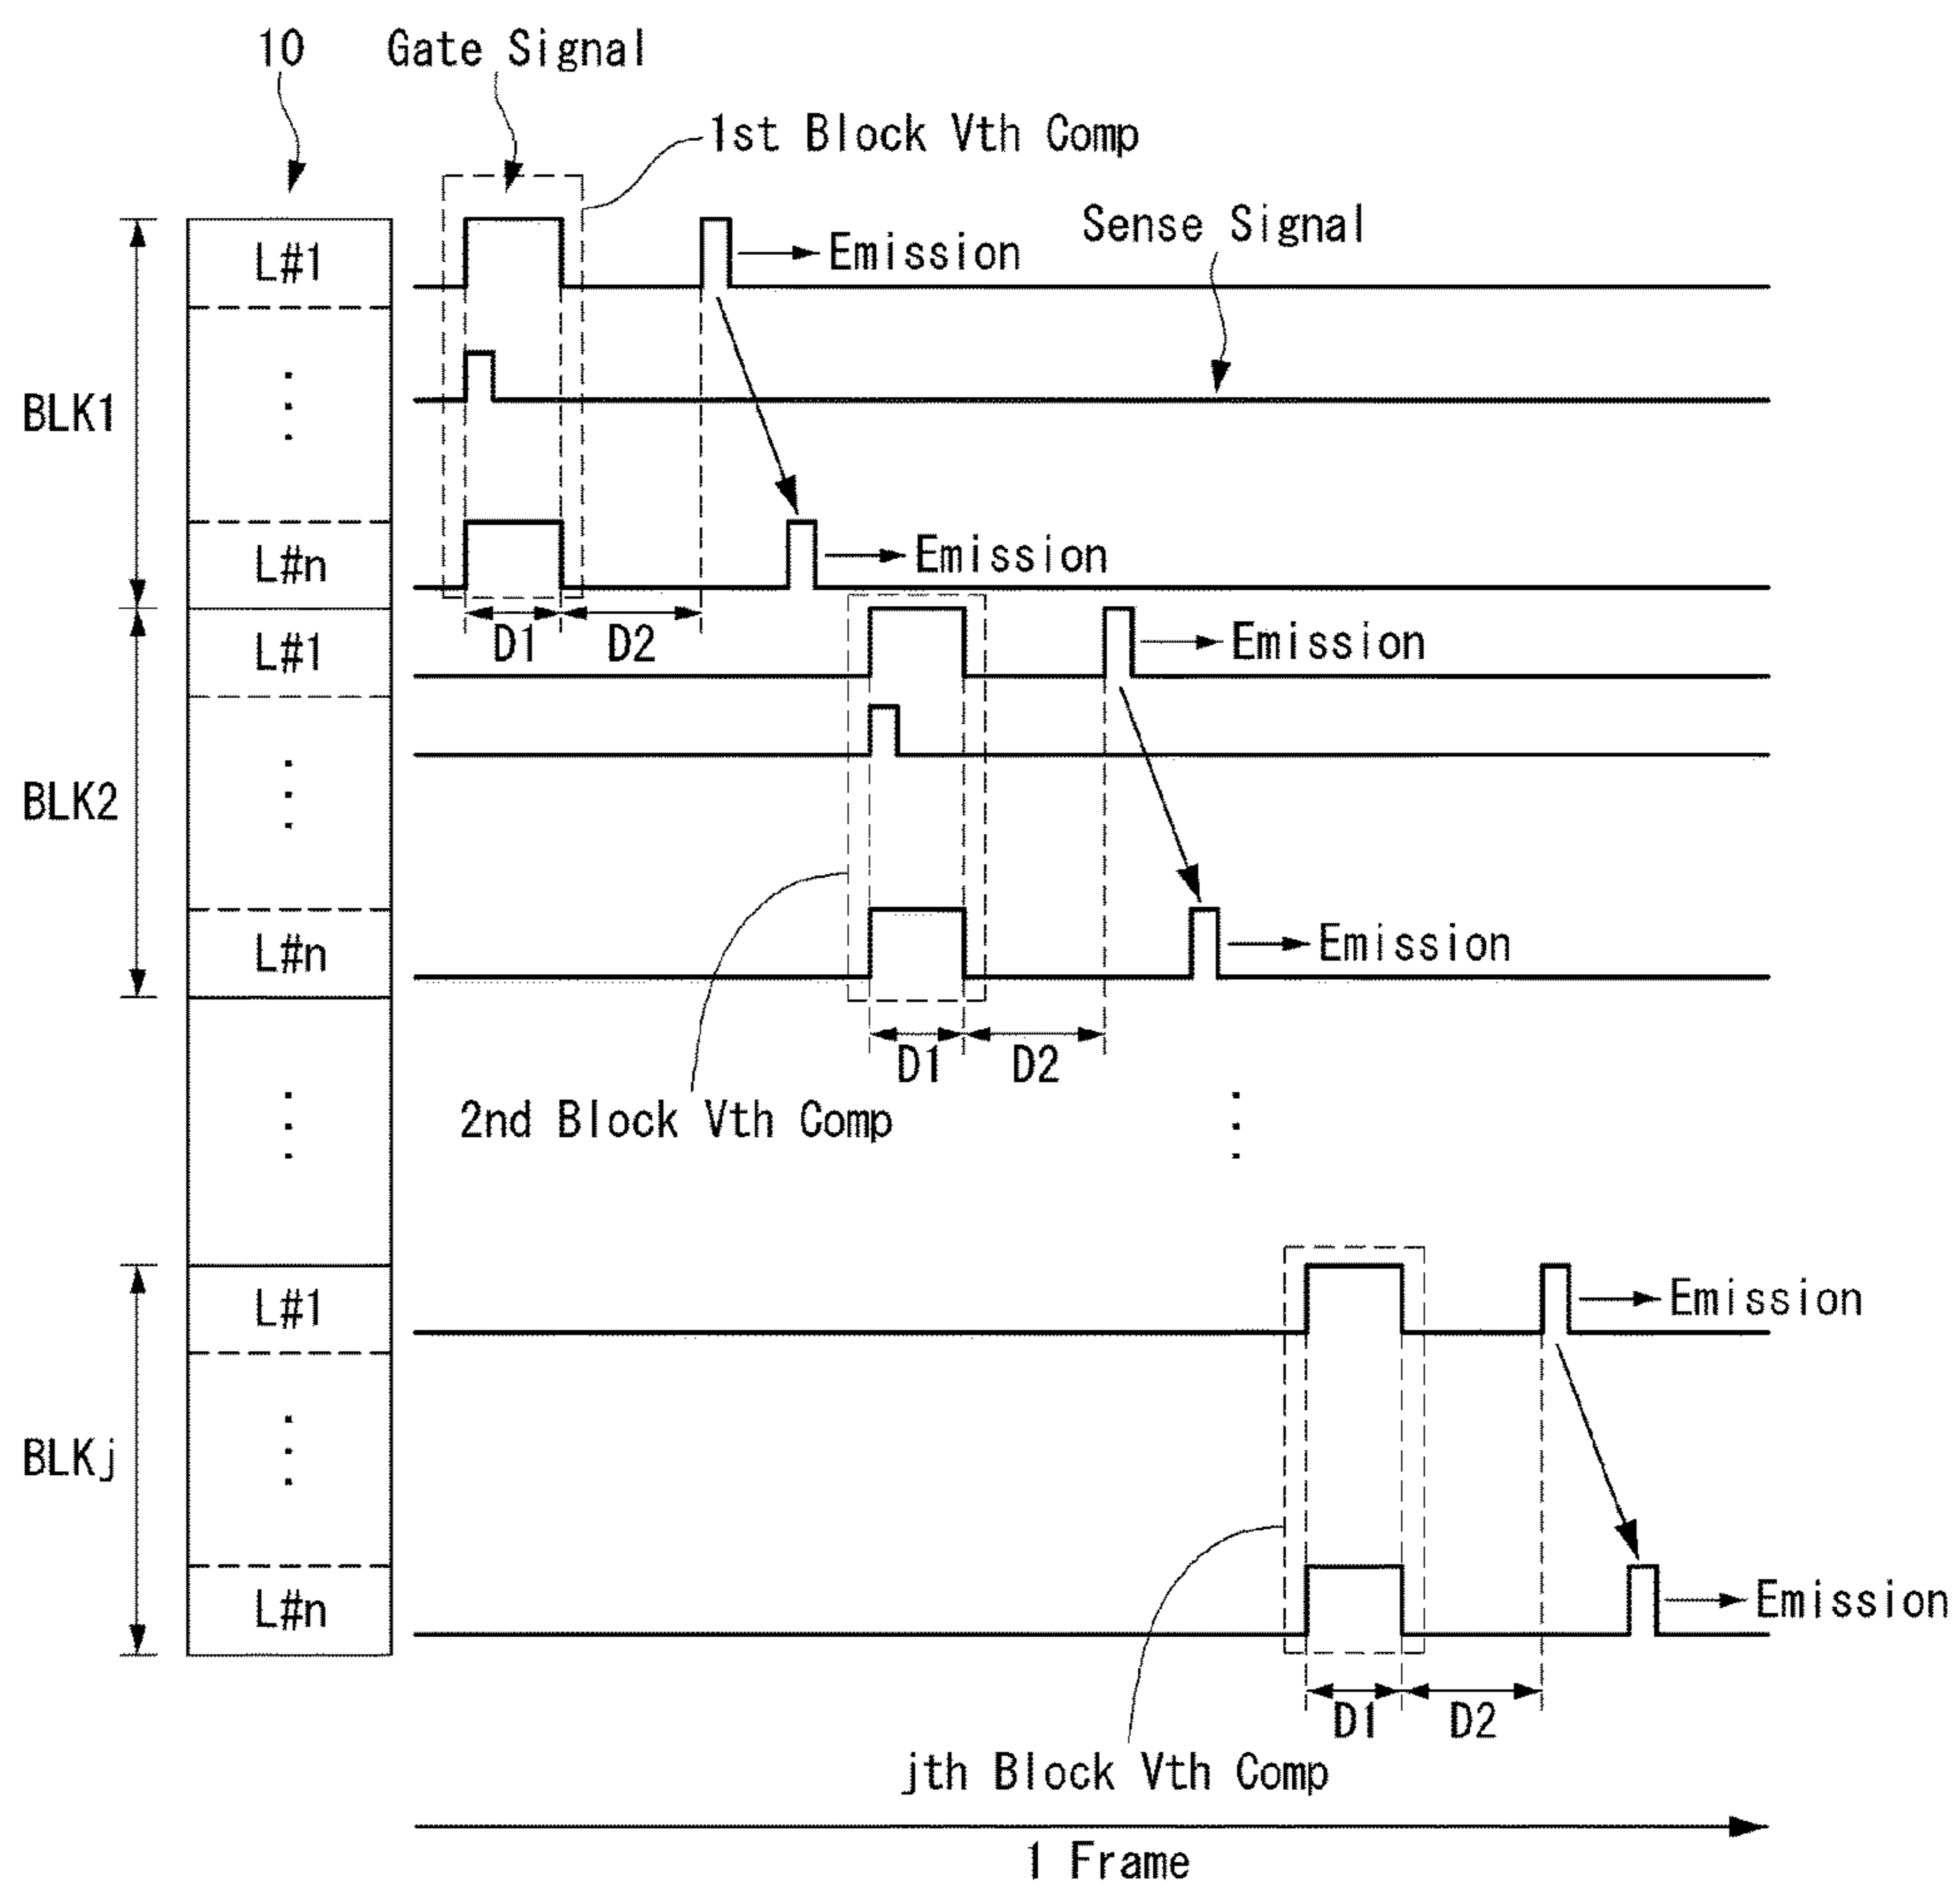 10 Gate Signal
1st Block Vth Comp
Sense Signal
L#1 Emission
BLK1
L#n Emission
D1 D2
L#1 Emission
BLK2
L#n Emission
D1 D2
2nd Block Vth Comp
L#1 Emission
BLKj
L#n Emission
D1 D2
jth Block Vth Comp
1 Frame